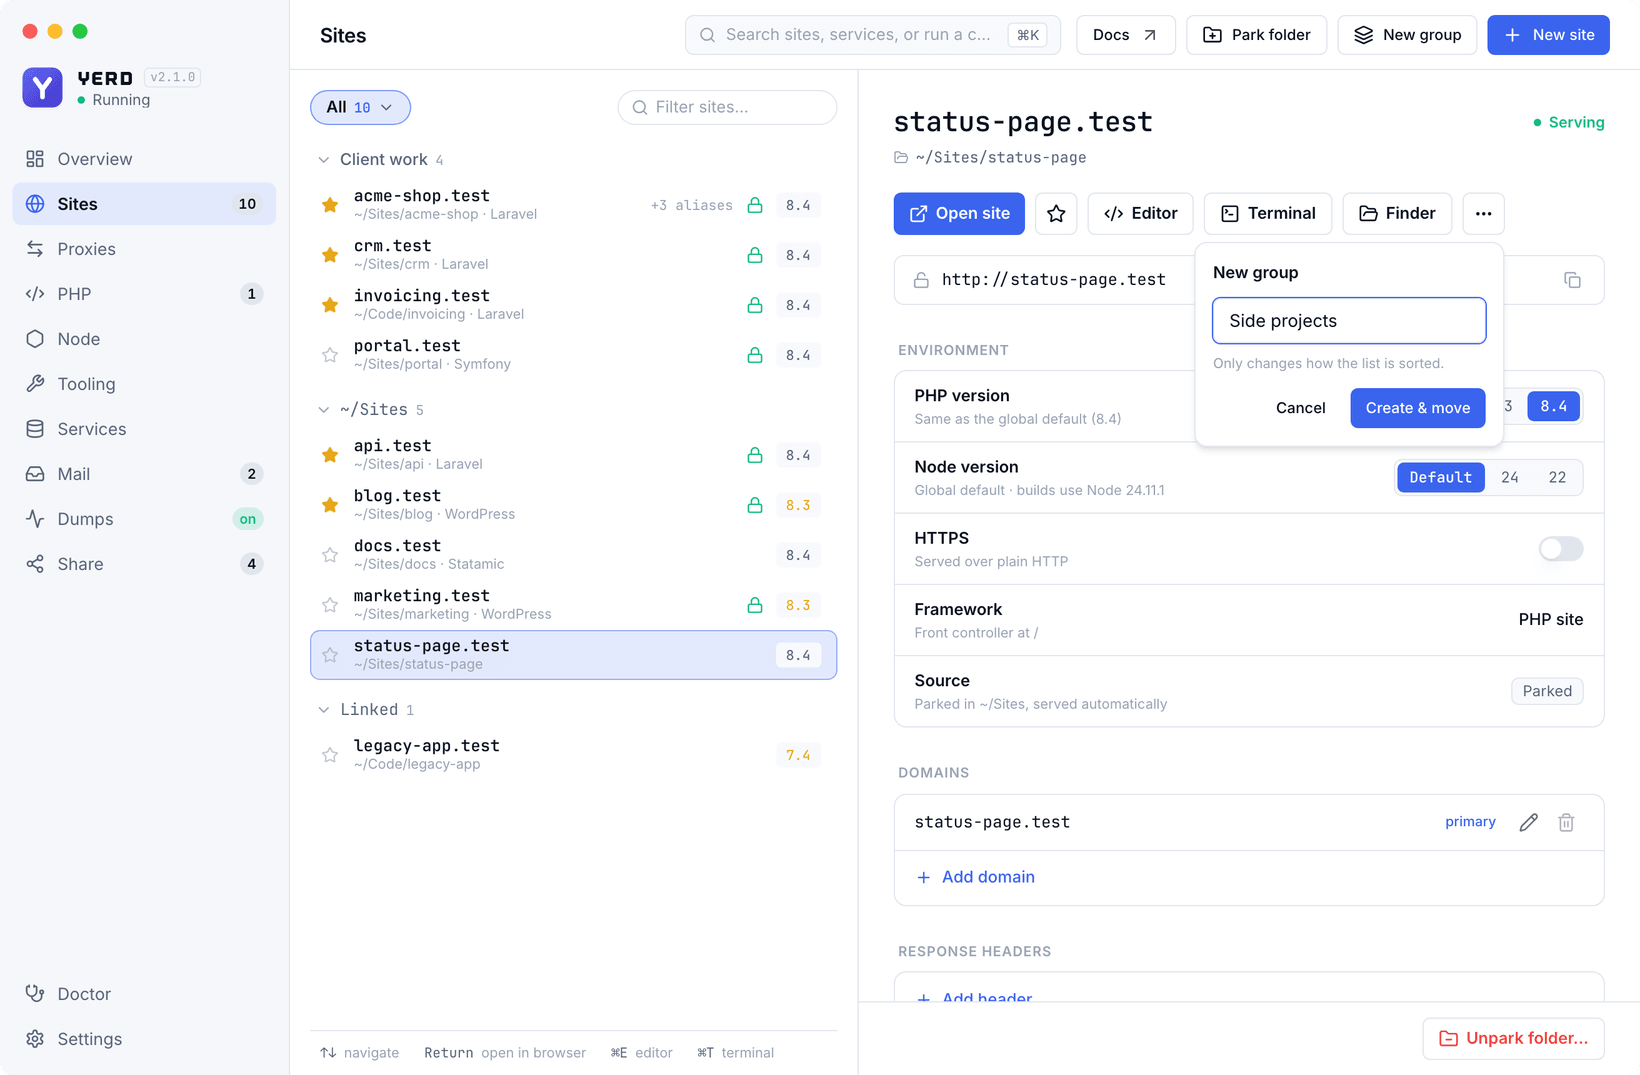 YERD v2.1.0
Running
Overview
Sites 10
Proxies
PHP 1
Node
Tooling
Services
Mail 2
Dumps on
Share 4
Doctor
Settings
Sites
Search sites, services, or run a c... ⌘K
Docs
Park folder
New group
New site
All 10
Filter sites...
Client work 4
acme-shop.test
~/Sites/acme-shop · Laravel
+3 aliases 8.4
crm.test
~/Sites/crm · Laravel
8.4
invoicing.test
~/Code/invoicing · Laravel
8.4
portal.test
~/Sites/portal · Symfony
8.4
~/Sites 5
api.test
~/Sites/api · Laravel
8.4
blog.test
~/Sites/blog · WordPress
8.3
docs.test
~/Sites/docs · Statamic
8.4
marketing.test
~/Sites/marketing · WordPress
8.3
status-page.test
~/Sites/status-page
8.4
Linked 1
legacy-app.test
~/Code/legacy-app
7.4
↑↓ navigate Return open in browser ⌘E editor ⌘T terminal
status-page.test
Serving
~/Sites/status-page
Open site
Editor
Terminal
Finder
http://status-page.test
New group
Side projects
Only changes how the list is sorted.
Cancel
Create & move
ENVIRONMENT
PHP version
Same as the global default (8.4)
3 8.4
Node version
Global default · builds use Node 24.11.1
Default 24 22
HTTPS
Served over plain HTTP
Framework
Front controller at /
PHP site
Source
Parked in ~/Sites, served automatically
Parked
DOMAINS
status-page.test
primary
+ Add domain
RESPONSE HEADERS
+ Add header
Unpark folder...